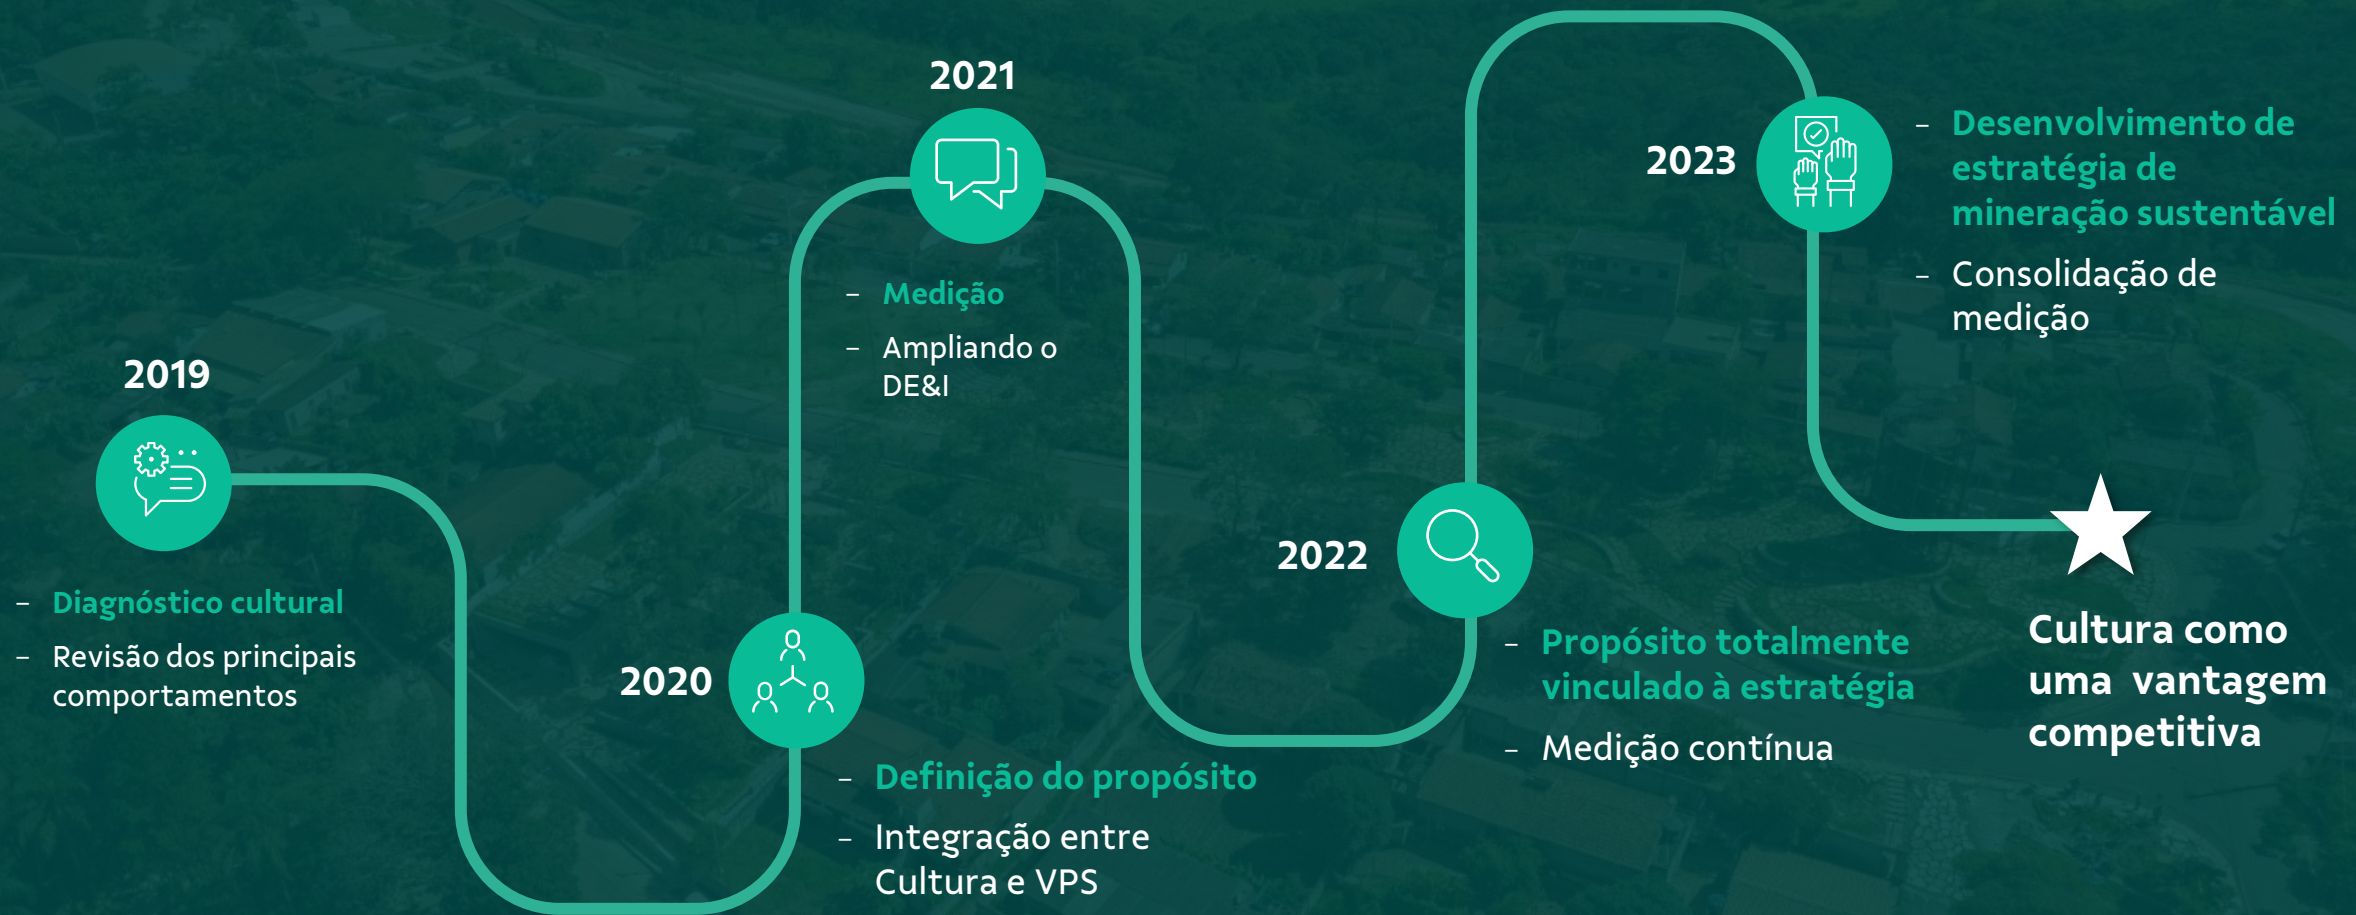 2019
– Diagnóstico cultural
– Revisão dos principais
comportamentos
2020
– Definição do propósito
– Integração entre
Cultura e VPS
2021
– Medição
– Ampliando o
DE&I
2022
– Propósito totalmente
vinculado à estratégia
– Medição contínua
2023
– Desenvolvimento de
estratégia de
mineração sustentável
– Consolidação de
medição
Cultura como
uma vantagem
competitiva